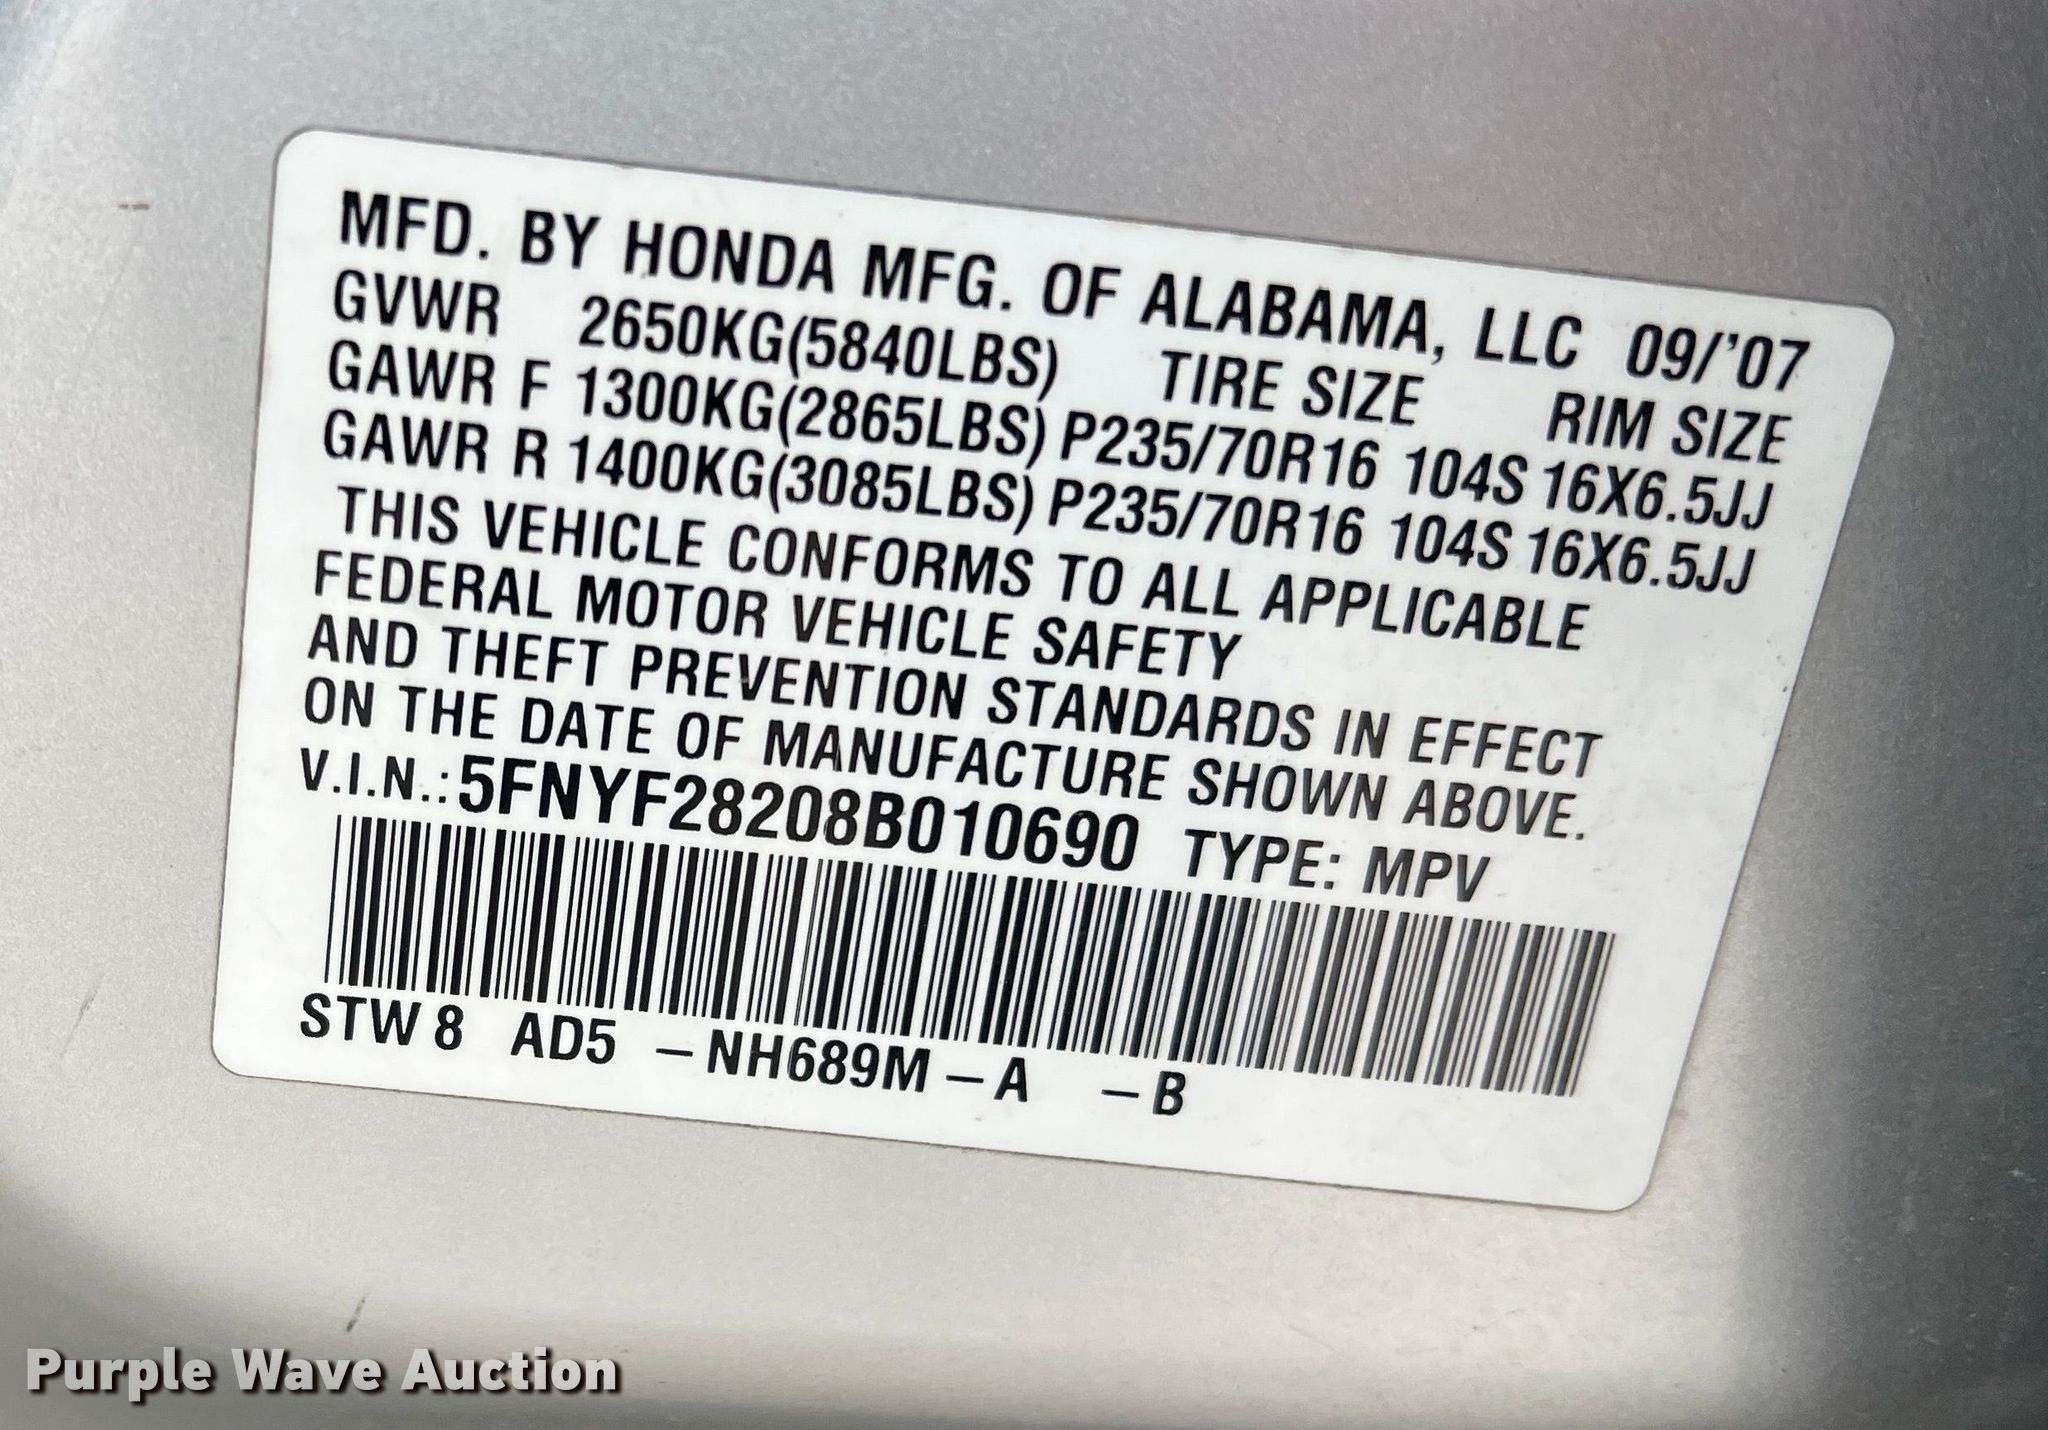 MFD. BY HONDA MFG. OF ALABAMA, LLC 09/'07
GVWR 2650KG(5840LBS) TIRE SIZE RIM SIZE
GAWR F 1300KG(2865LBS) P235/70R16 104S 16X6.5JJ
GAWR R 1400KG(3085LBS) P235/70R16 104S 16X6.5JJ
THIS VEHICLE CONFORMS TO ALL APPLICABLE
FEDERAL MOTOR VEHICLE SAFETY
AND THEFT PREVENTION STANDARDS IN EFFECT
ON THE DATE OF MANUFACTURE SHOWN ABOVE.
V.I.N.:5FNYF28208B010690 TYPE: MPV
STW8 AD5 –NH689M–A –B
Purple Wave Auction